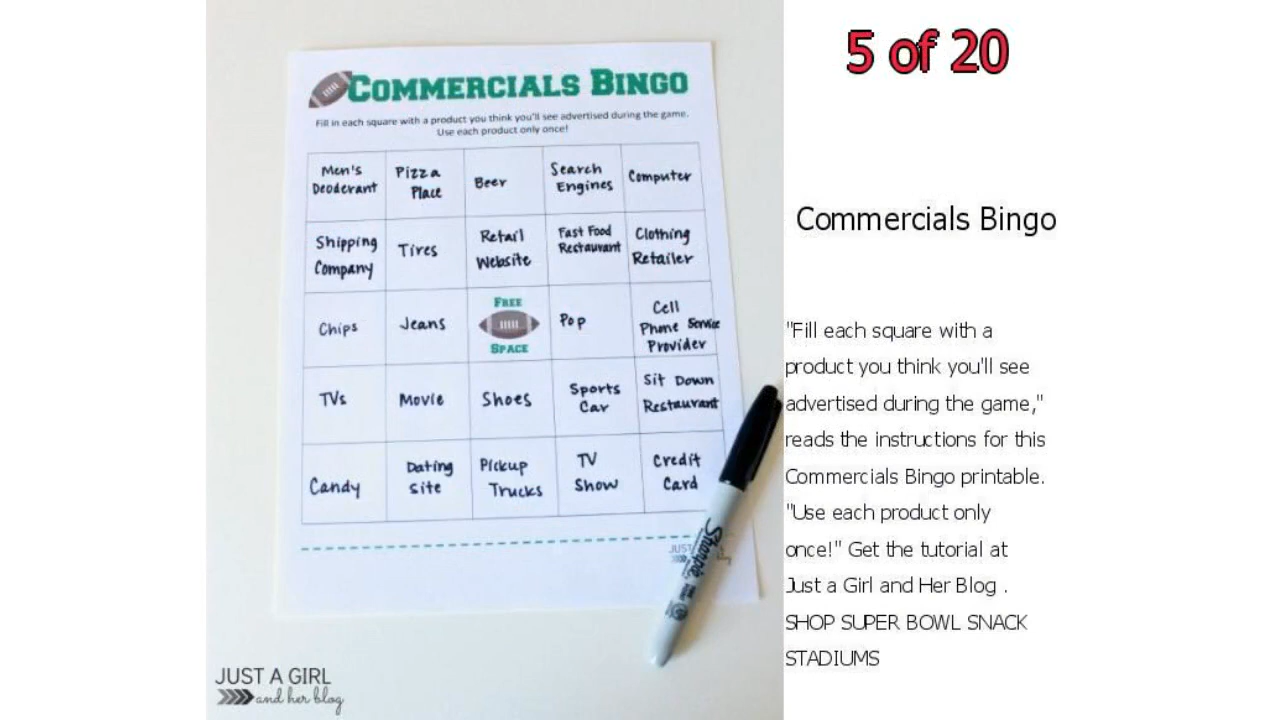 5 of 20
COMMERCIALS BINGO
Fill in each square with a product you think you'll see advertised during the game.
Use each product only once!
Men's
Deoderant
Pizza
Place
Beer
Search
Engines
Computer
Shipping
Company
Tires
Retail
Website
Fast Food
Restaurant
Clothing
Retailer
Chips
Jeans
FREE
SPACE
Pop
Cell
Phone Service
Provider
TVs
Movie
Shoes
Sports
Car
Sit Down
Restaurant
Candy
Dating
Site
Pickup
Trucks
TV
Show
Credit
Card
JUST
Sharpie
JUST A GIRL
and her blog
Commercials Bingo
"Fill each square with a
product you think you'll see
advertised during the game,"
reads the instructions for this
Commercials Bingo printable.
"Use each product only
once!" Get the tutorial at
Just a Girl and Her Blog .
SHOP SUPER BOWL SNACK
STADIUMS